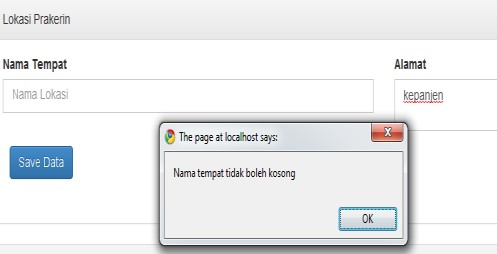 Lokasi Prakerin
Nama Tempat
Alamat
Nama Lokasi
kepanjen
The page at localhost says:
Nama tempat tidak boleh kosong
Save Data
OK